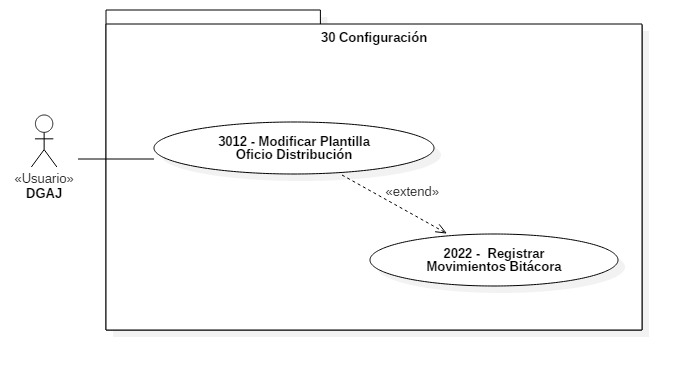 30 Configuración
3012 - Modificar Plantilla
Oficio Distribución
«Usuario»
DGAJ
«extend»
2022 -  Registrar
Movimientos Bitácora